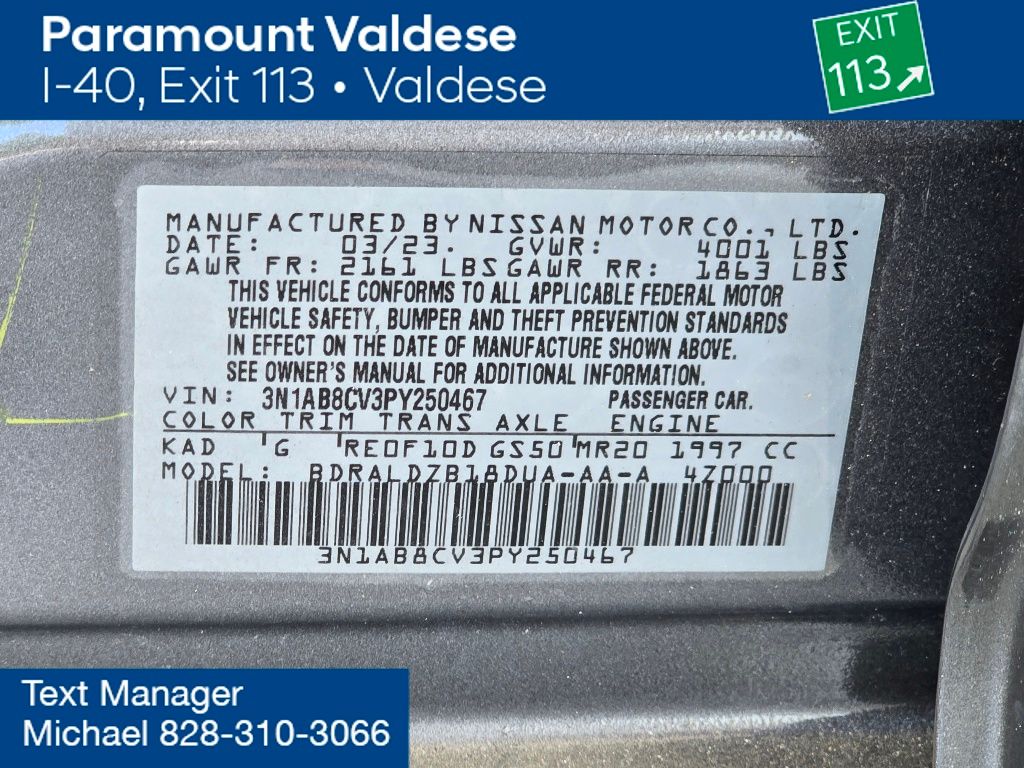 Paramount Valdese
I-40, Exit 113 • Valdese
EXIT
113
MANUFACTURED BY NISSAN MOTOR CO., LTD.
DATE: 03/23. GVWR: 4001 LBS
GAWR FR: 2161 LBS GAWR RR: 1863 LBS
THIS VEHICLE CONFORMS TO ALL APPLICABLE FEDERAL MOTOR
VEHICLE SAFETY, BUMPER AND THEFT PREVENTION STANDARDS
IN EFFECT ON THE DATE OF MANUFACTURE SHOWN ABOVE.
SEE OWNER'S MANUAL FOR ADDITIONAL INFORMATION.
VIN: 3N1AB8CV3PY250467 PASSENGER CAR.
COLOR TRIM TRANS AXLE ENGINE
KAD 'G 'RE0F10D GS50 'MR20 1997 CC
MODEL: BDRALDZB18DUA-AA-A 4Z000
3N1AB8CV3PY250467
Text Manager
Michael 828-310-3066